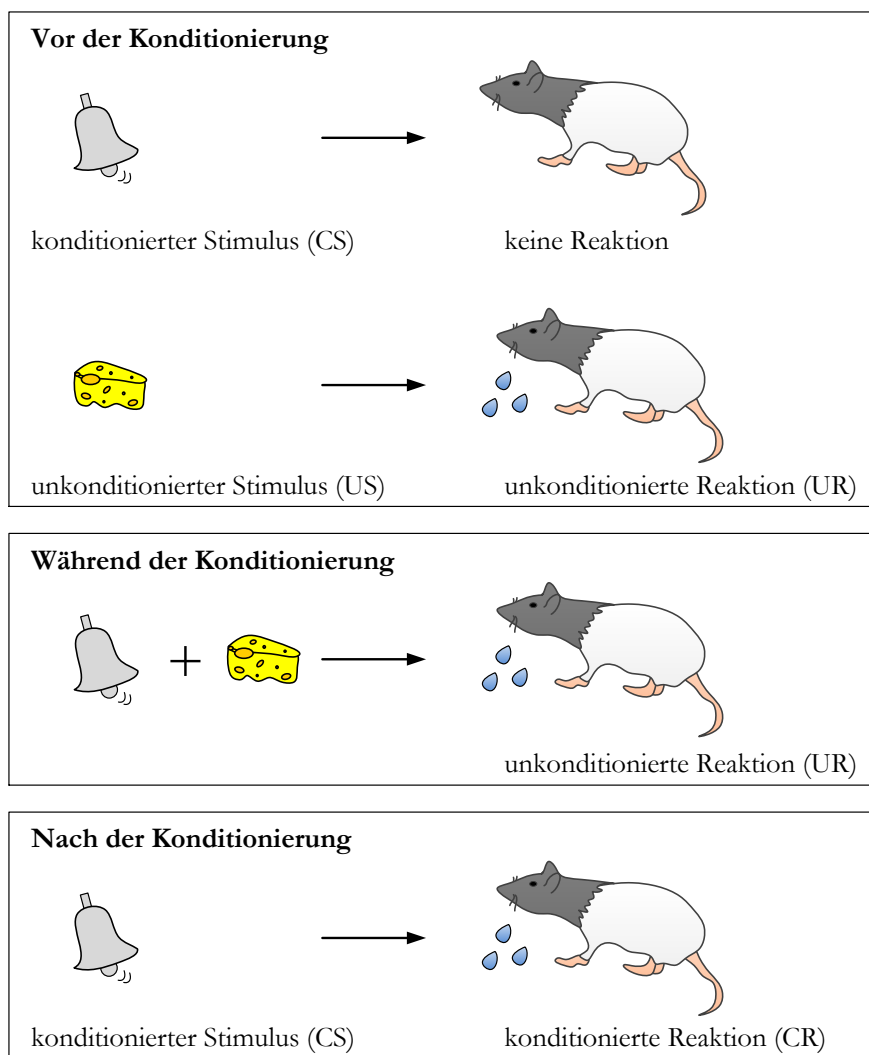 Vor der Konditionierung
konditionierter Stimulus (CS)
keine Reaktion
unkonditionierter Stimulus (US)
unkonditionierte Reaktion (UR)
Während der Konditionierung
+
unkonditionierte Reaktion (UR)
Nach der Konditionierung
konditionierter Stimulus (CS)
konditionierte Reaktion (CR)